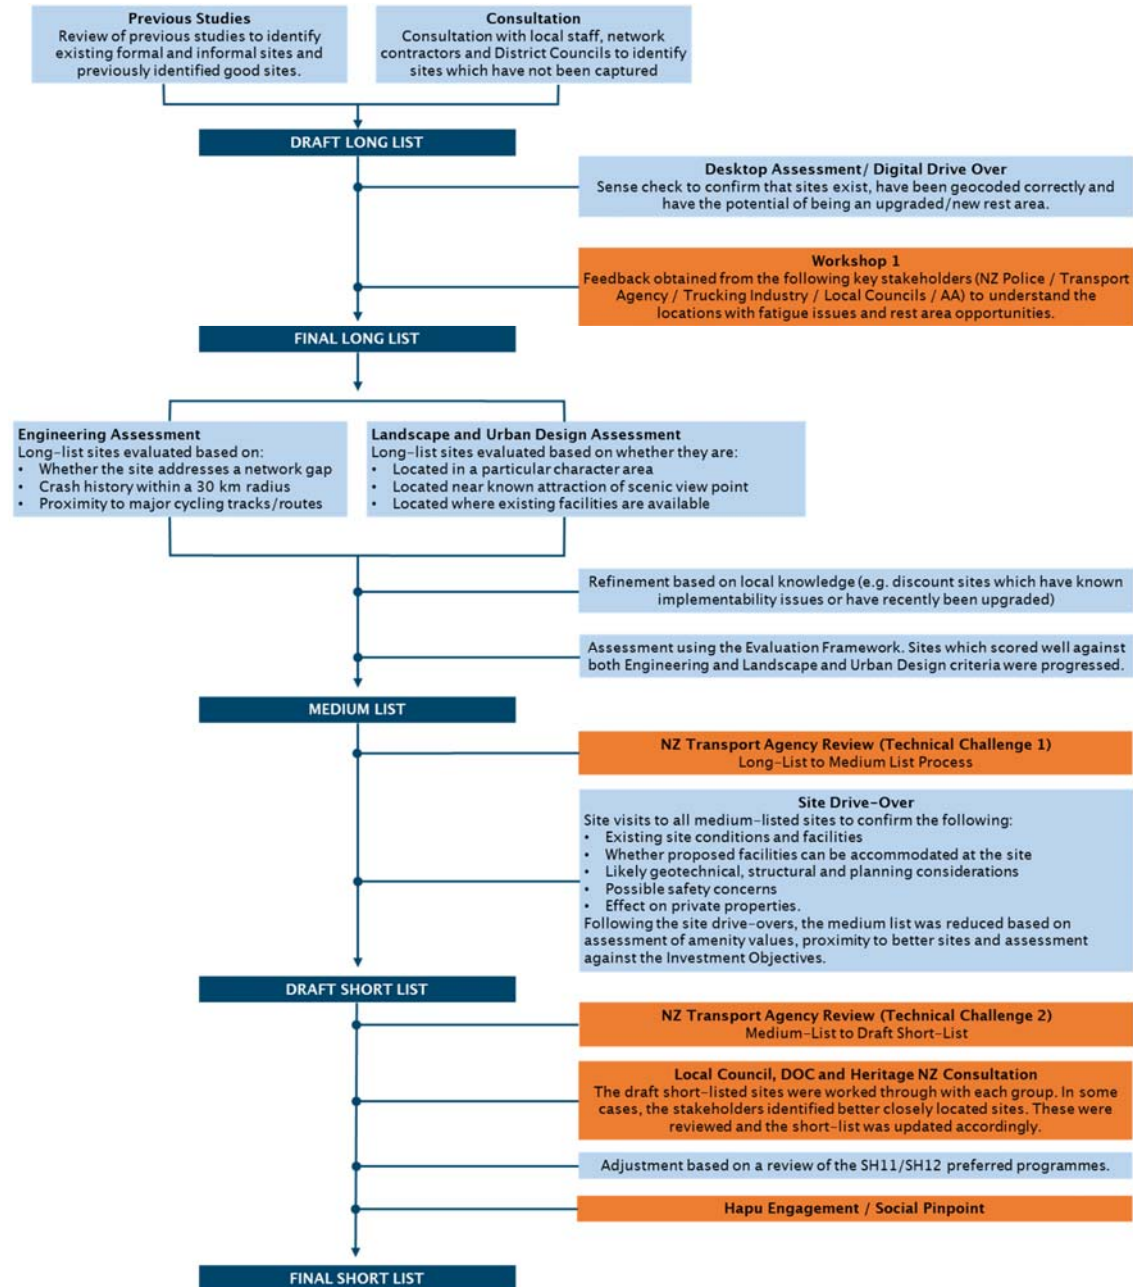 Previous Studies
Review of previous studies to identify
existing formal and informal sites and
previously identified good sites.
Consultation
Consultation with local staff, network
contractors and District Councils to identify
sites which have not been captured
DRAFT LONG LIST
Desktop Assessment/ Digital Drive Over
Sense check to confirm that sites exist, have been geocoded correctly and
have the potential of being an upgraded/new rest area.
Workshop 1
Feedback obtained from the following key stakeholders (NZ Police / Transport
Agency / Trucking Industry / Local Councils / AA) to understand the
locations with fatigue issues and rest area opportunities.
FINAL LONG LIST
Engineering Assessment
Long-list sites evaluated based on:
• Whether the site addresses a network gap
• Crash history within a 30 km radius
• Proximity to major cycling tracks/routes
Landscape and Urban Design Assessment
Long-list sites evaluated based on whether they are:
• Located in a particular character area
• Located near known attraction of scenic view point
• Located where existing facilities are available
Refinement based on local knowledge (e.g. discount sites which have known
implementability issues or have recently been upgraded)
Assessment using the Evaluation Framework. Sites which scored well against
both Engineering and Landscape and Urban Design criteria were progressed.
MEDIUM LIST
NZ Transport Agency Review (Technical Challenge 1)
Long-List to Medium List Process
Site Drive-Over
Site visits to all medium-listed sites to confirm the following:
• Existing site conditions and facilities
• Whether proposed facilities can be accommodated at the site
• Likely geotechnical, structural and planning considerations
• Possible safety concerns
• Effect on private properties.
Following the site drive-overs, the medium list was reduced based on
assessment of amenity values, proximity to better sites and assessment
against the Investment Objectives.
DRAFT SHORT LIST
NZ Transport Agency Review (Technical Challenge 2)
Medium-List to Draft Short-List
Local Council, DOC and Heritage NZ Consultation
The draft short-listed sites were worked through with each group. In some
cases, the stakeholders identified better closely located sites. These were
reviewed and the short-list was updated accordingly.
Adjustment based on a review of the SH11/SH12 preferred programmes.
Hapu Engagement / Social Pinpoint
FINAL SHORT LIST